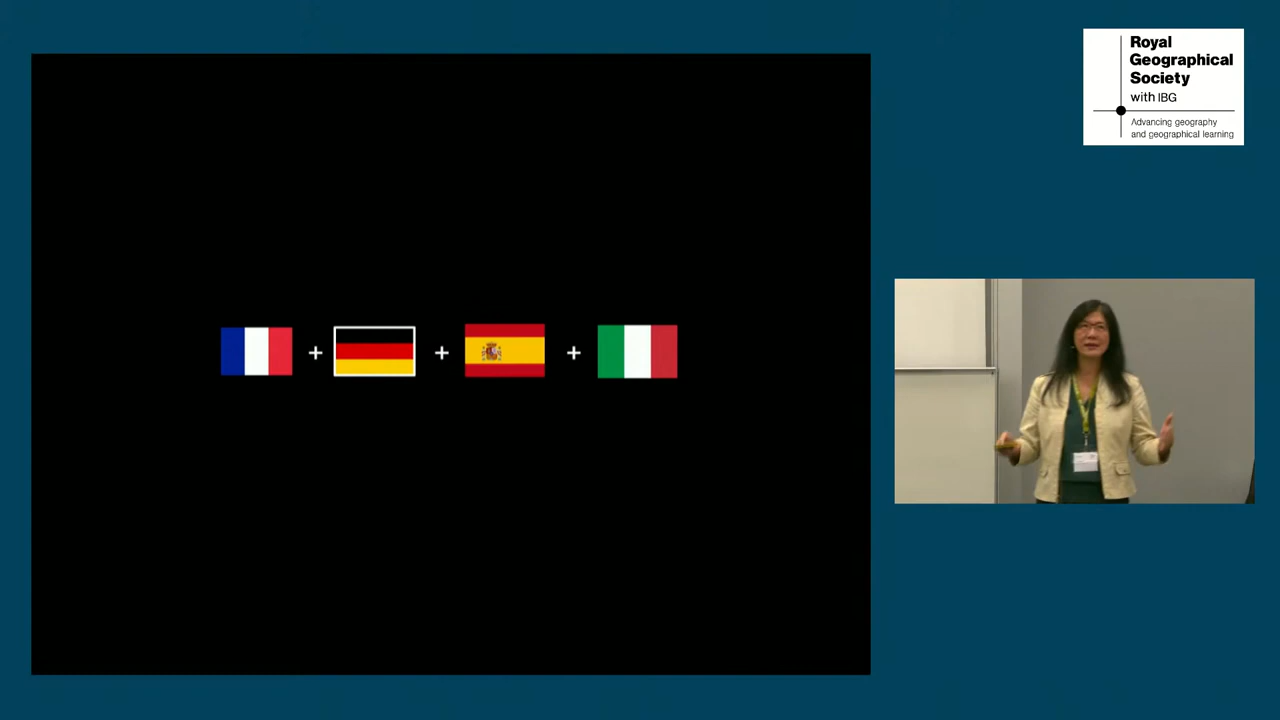 Royal
Geographical
Society
with IBG
Advancing geography
and geographical learning
+ + +